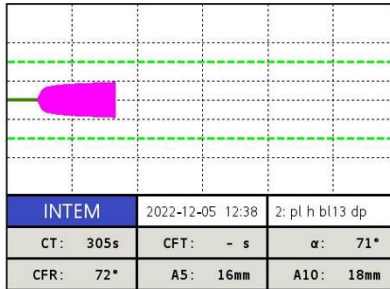 INTEM 2022-12-05 12:38 2: pl h bl13 dp
CT: 305s CFT: - s α: 71°
CFR: 72° A5: 16mm A10: 18mm